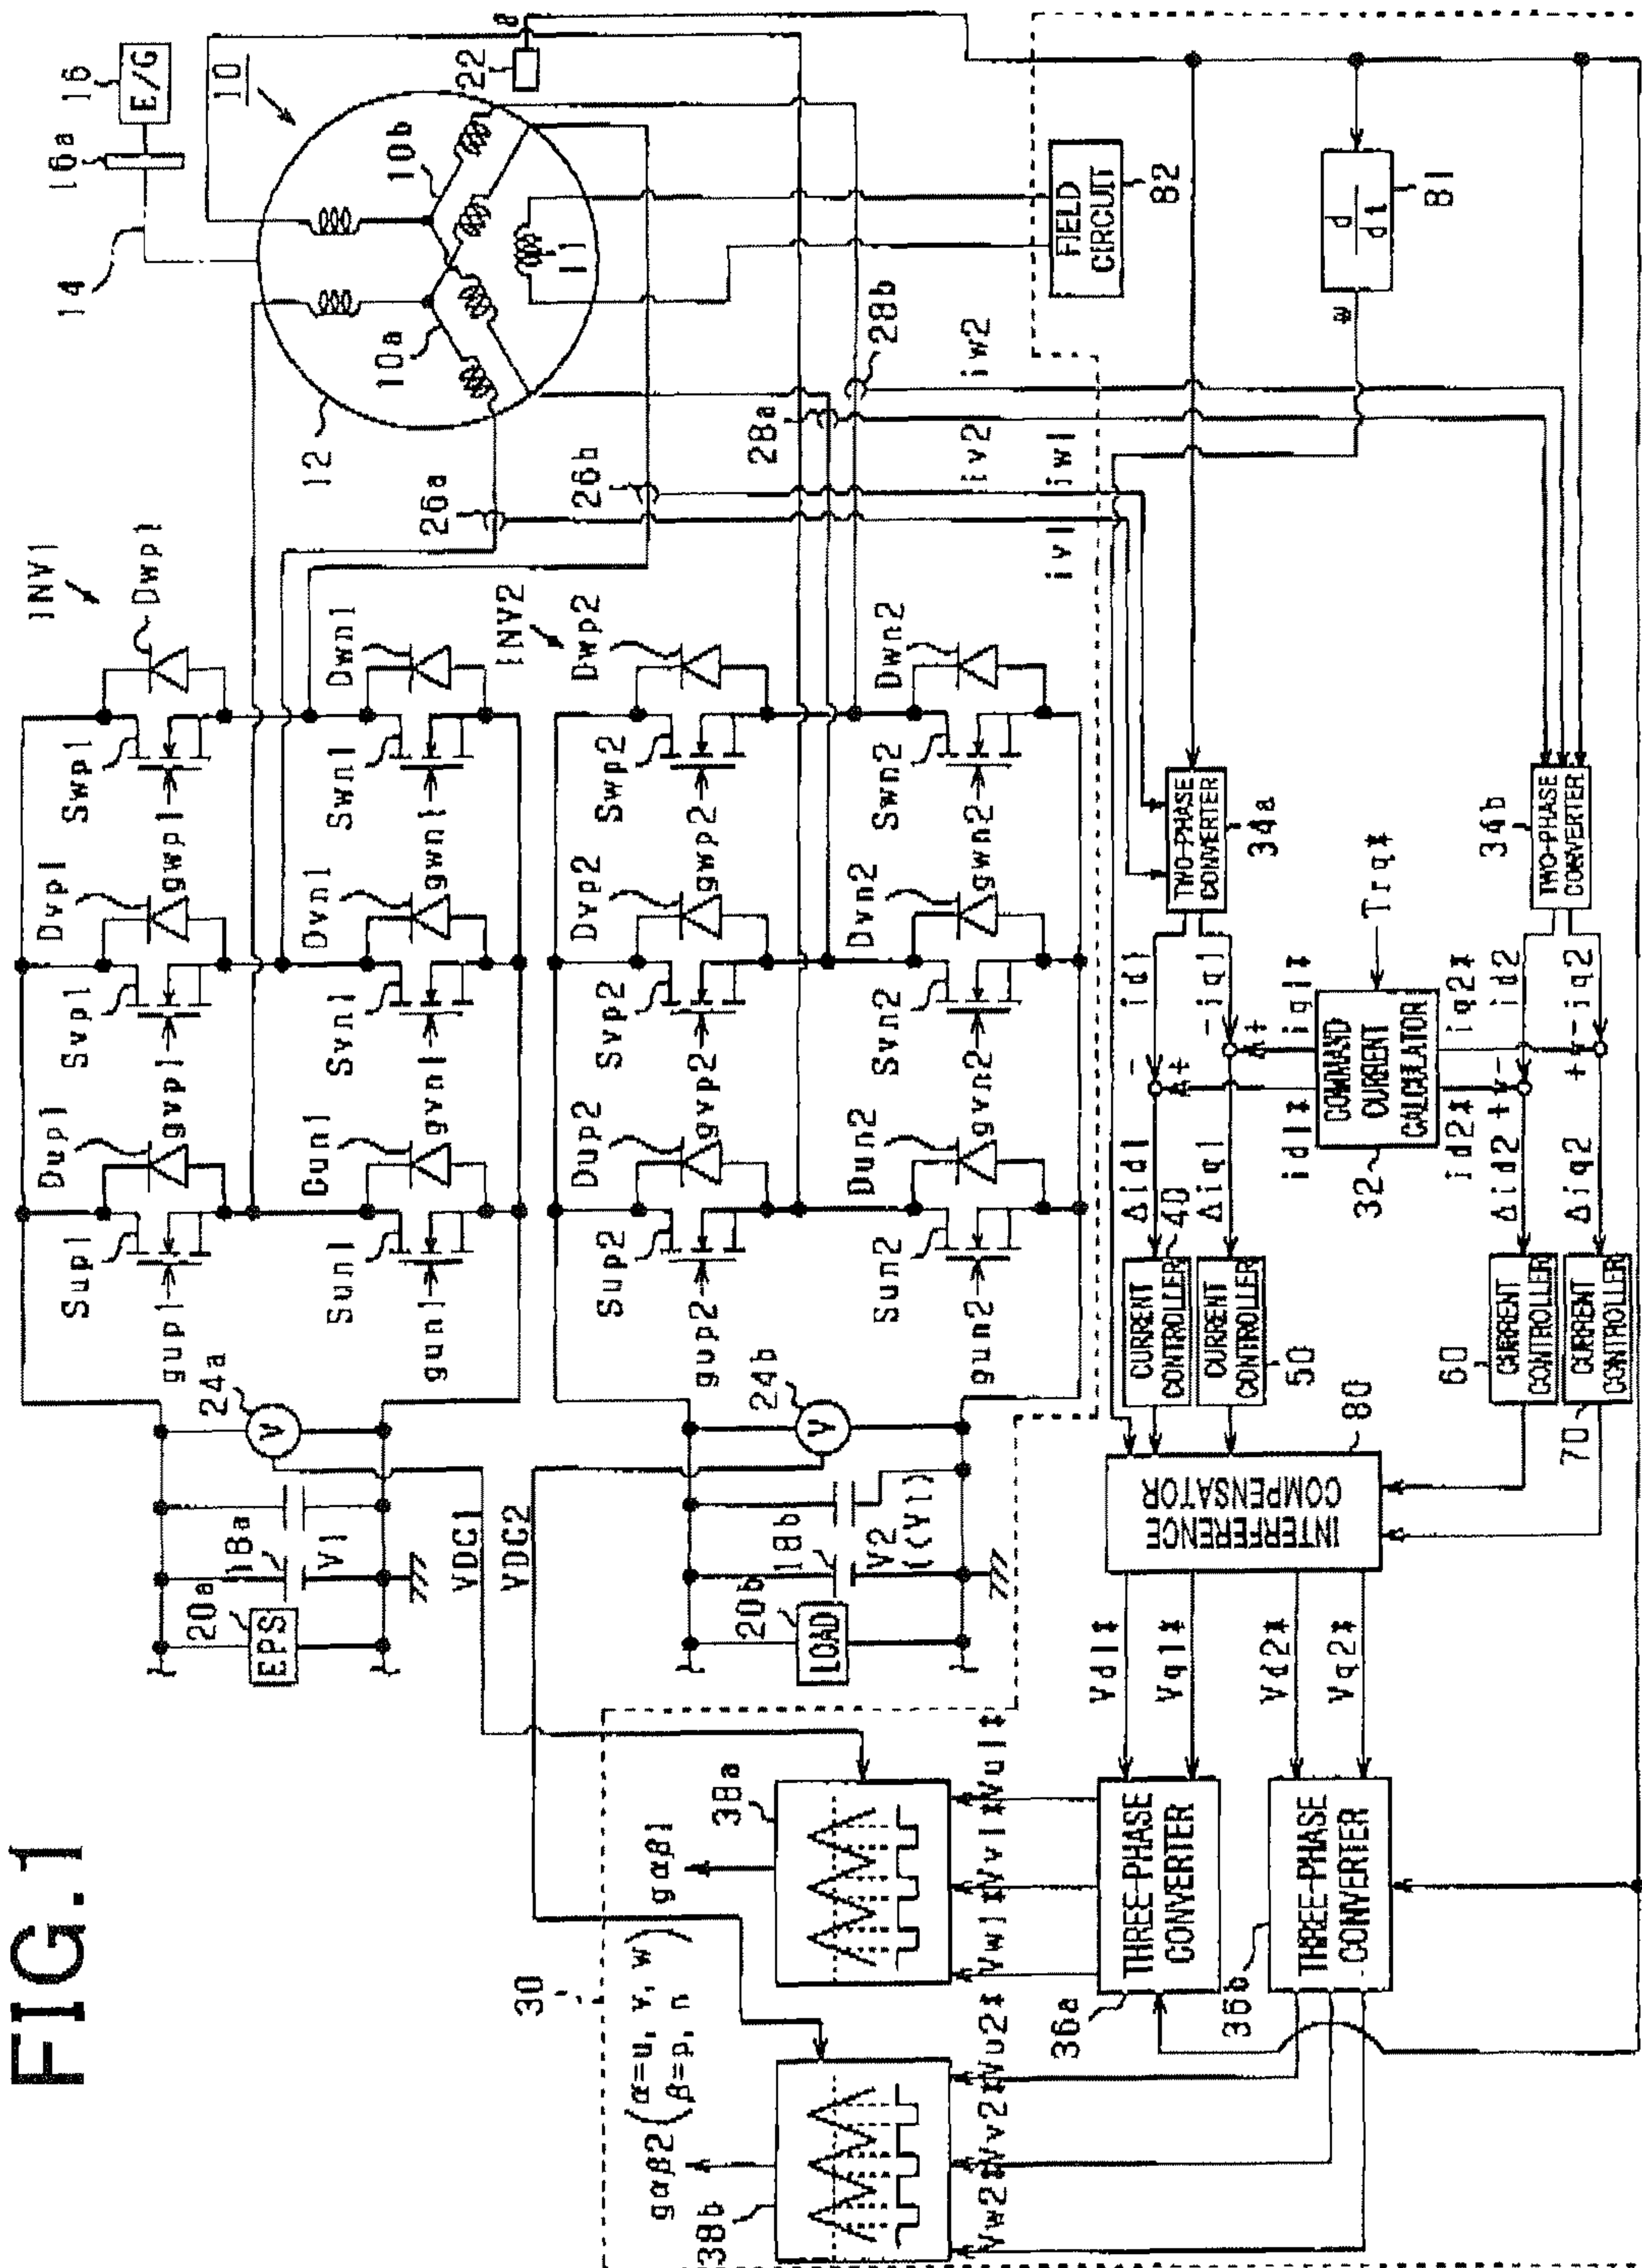 FIG.1
INV1
Dwp1
16
E/G
16a
10
14
22
θ
10b
10a
11
12
Sup1
Dup1
Svp1
Dvp1
Swp1
gup1
gvp1
gwp1
Sun1
Svn1
Dvn1
Swn1
Dwn1
gun1
gvn1
gwn1
INV2
Sup2
Dup2
Svp2
Dvp2
Swp2
Dwp2
gup2
gvp2
gwp2
Sun2
Dun2
Svn2
Dvn2
Swn2
Dwn2
gun2
gvn2
gwn2
20a
EPS
18a
V1
24a
V
VDC1
VDC2
20b
LOAD
18b
V2
(<V1)
24b
V
26a
26b
28a
28b
iv1
iw1
iv2
iw2
FIELD
CIRCUIT
82
d
dt
81
ω
30
gαβ2 (α=u, v, w
β=p, n)
gαβ1
38b
38a
Vw2*
Vv2*
Vu2*
Vw1*
Vv1*
Vu1*
36a
THREE-PHASE
CONVERTER
36b
THREE-PHASE
CONVERTER
Vd1*
Vq1*
Vd2*
Vq2*
INTERFERENCE
COMPENSATOR
80
CURRENT
CONTROLLER
40
CURRENT
CONTROLLER
50
60
CURRENT
CONTROLLER
70
CURRENT
CONTROLLER
Δid1
Δiq1
Δid2
Δiq2
- id1
+
- iq1
+
id1*
iq1*
COMMAND
CURRENT
CALCULATOR
32
Trq*
id2*
iq2*
+ - id2
+ - iq2
TWO-PHASE
CONVERTER
34a
TWO-PHASE
CONVERTER
34b